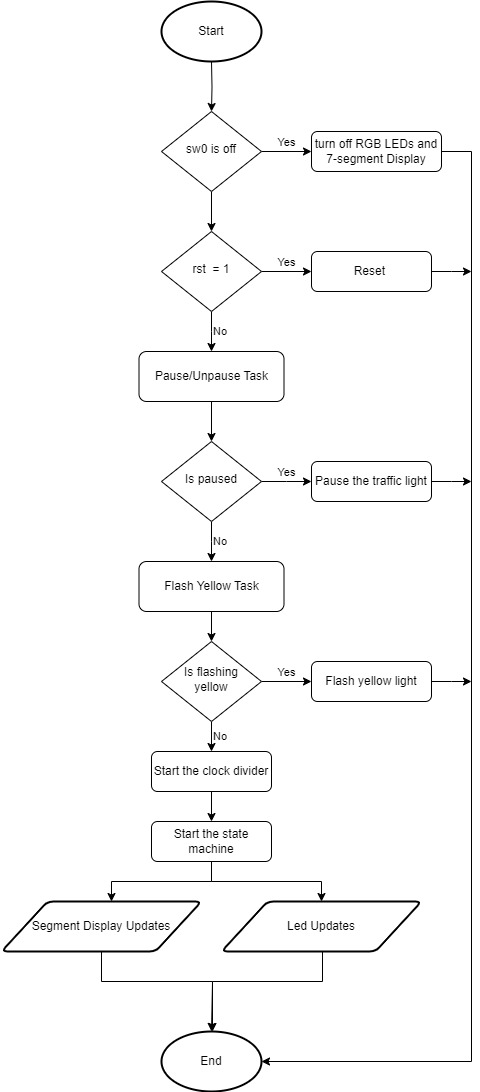 Start
sw0 is off
Yes
turn off RGB LEDs and
7-segment Display
rst = 1
Yes
Reset
No
Pause/Unpause Task
Is paused
Yes
Pause the traffic light
No
Flash Yellow Task
Is flashing
yellow
Yes
Flash yellow light
No
Start the clock divider
Start the state
machine
Segment Display Updates
Led Updates
End